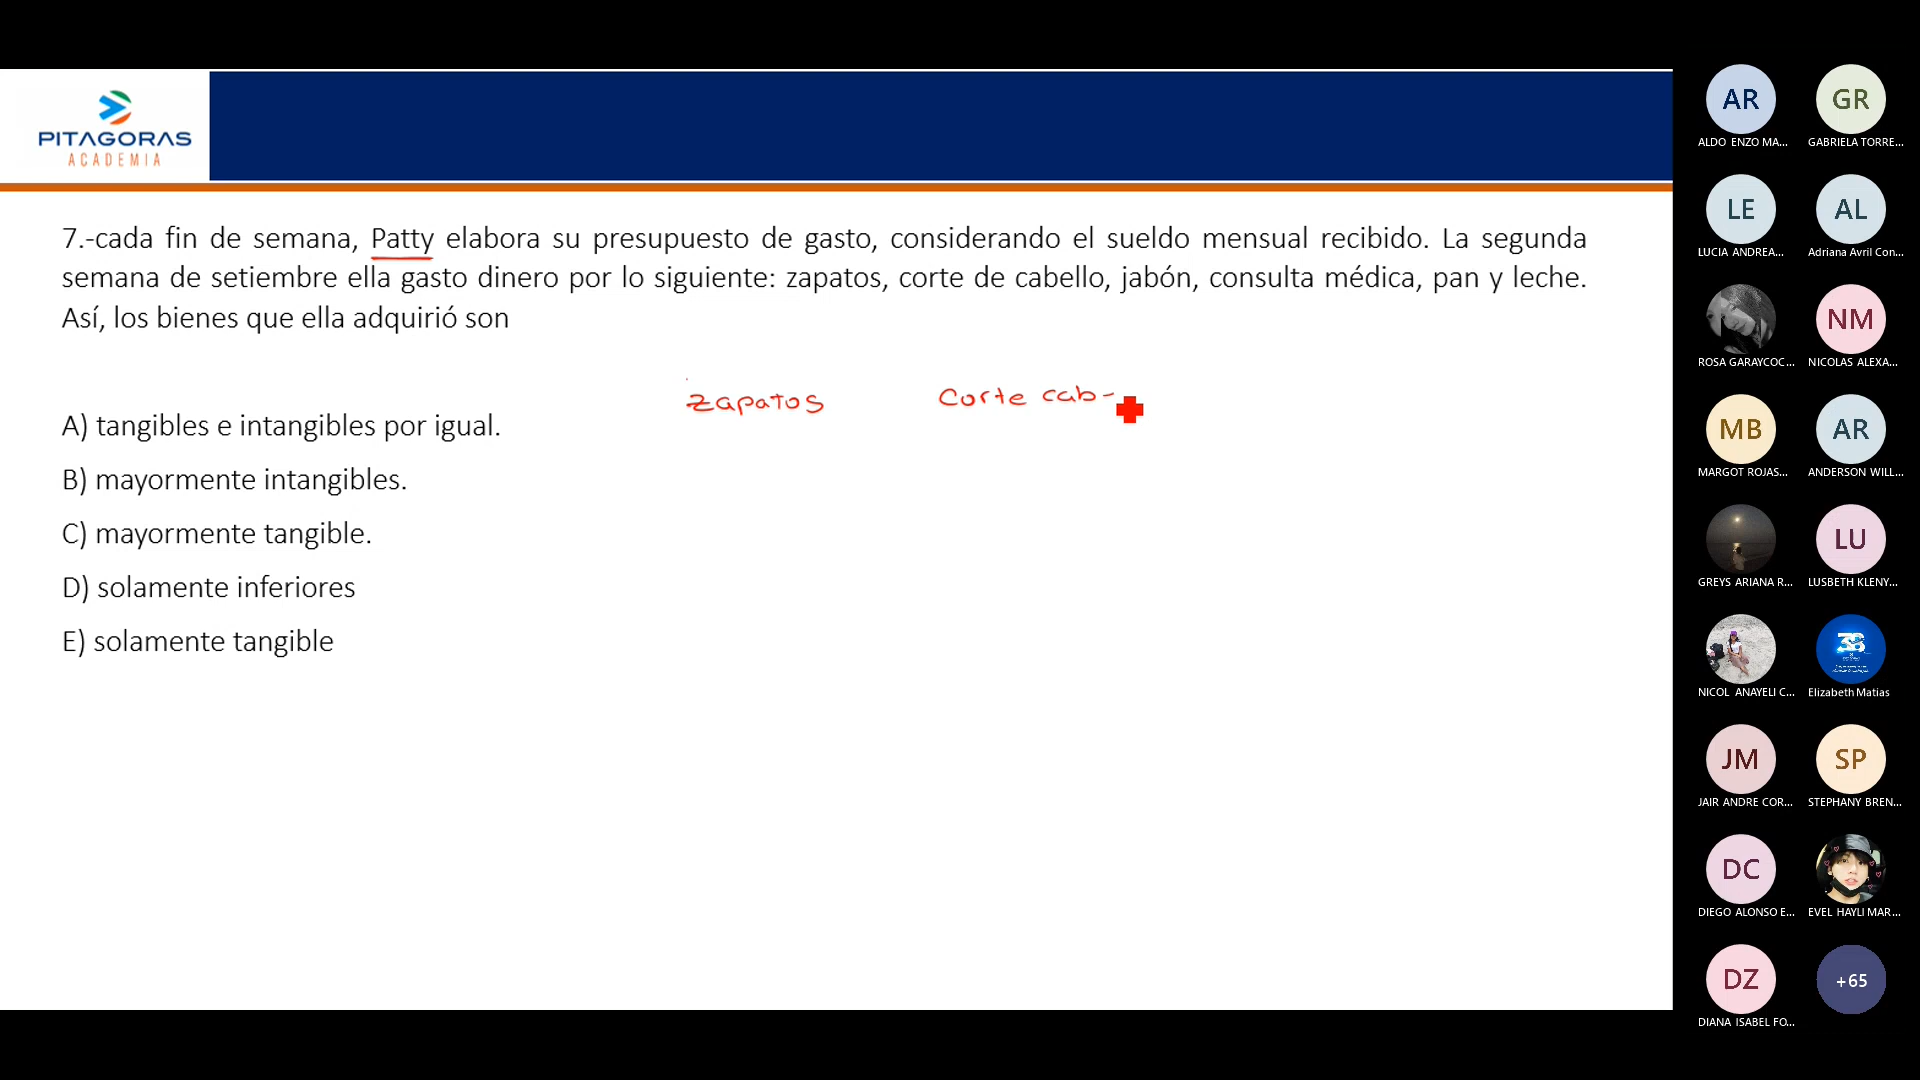 PITAGORAS
ACADEMIA
7.-cada fin de semana, Patty elabora su presupuesto de gasto, considerando el sueldo mensual recibido. La segunda
semana de setiembre ella gasto dinero por lo siguiente: zapatos, corte de cabello, jabón, consulta médica, pan y leche.
Así, los bienes que ella adquirió son
zapatos corte cab-
A) tangibles e intangibles por igual.
B) mayormente intangibles.
C) mayormente tangible.
D) solamente inferiores
E) solamente tangible
AR GR
ALDO ENZO MA... GABRIELA TORRE...
LE AL
LUCIA ANDREA... Adriana Avril Con...
NM
ROSA GARAYCOC... NICOLAS ALEXA...
MB AR
MARGOT ROJAS... ANDERSON WILL...
LU
GREYS ARIANA R... LUSBETH KLENY...
38
NICOL ANAYELI C... Elizabeth Matias
JM SP
JAIR ANDRE COR... STEPHANY BREN...
DC
DIEGO ALONSO E... EVEL HAYLI MAR...
DZ +65
DIANA ISABEL FO...